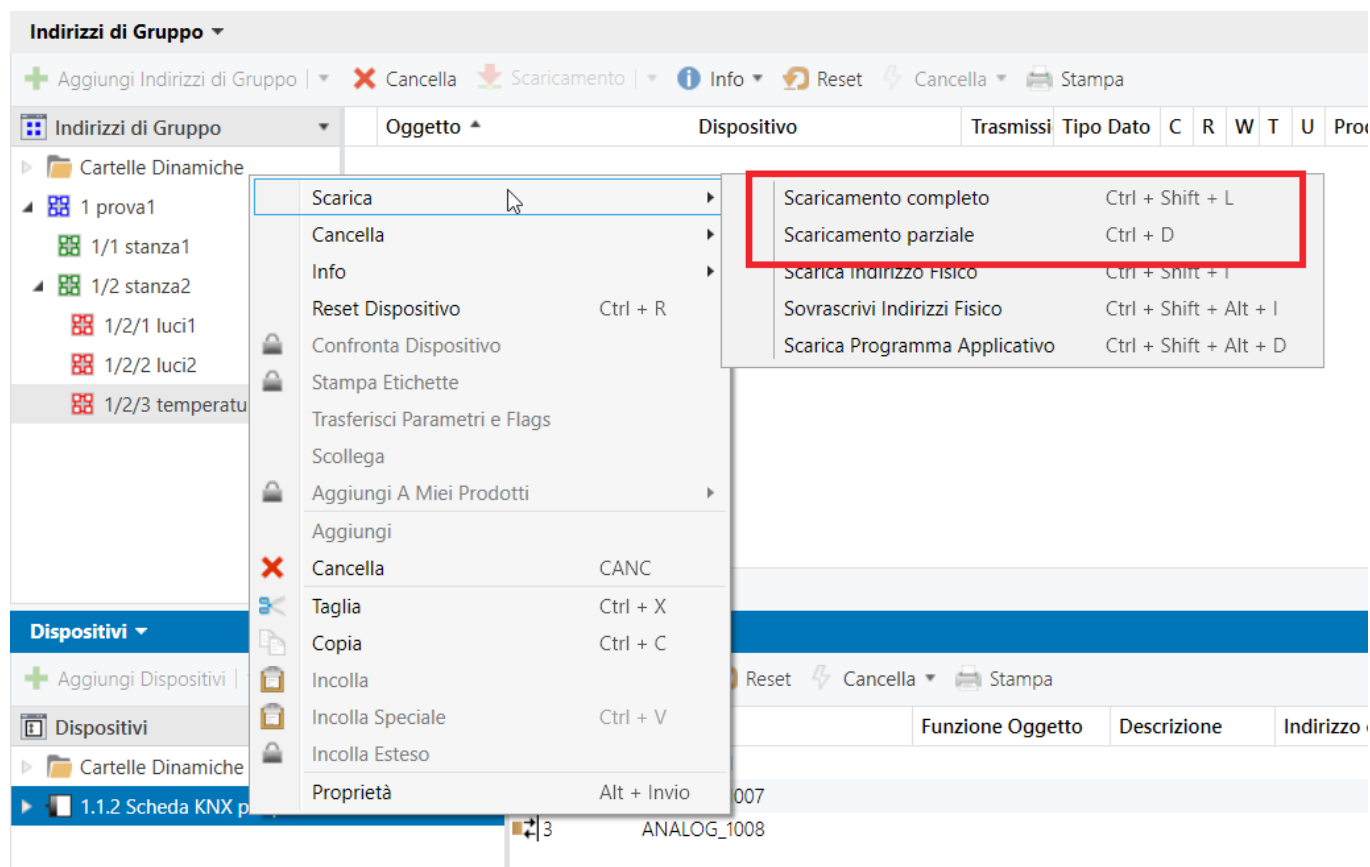 Indirizzi di Gruppo
Aggiungi Indirizzi di Gruppo Cancella Scaricamento Info Reset Cancella Stampa
Indirizzi di Gruppo Oggetto Dispositivo Trasmissi Tipo Dato C R W T U Prod
Cartelle Dinamiche
1 prova1
1/1 stanza1
1/2 stanza2
1/2/1 luci1
1/2/2 luci2
1/2/3 temperatu
Scarica
Cancella
Info
Reset Dispositivo Ctrl + R
Confronta Dispositivo
Stampa Etichette
Trasferisci Parametri e Flags
Scollega
Aggiungi A Miei Prodotti
Aggiungi
Cancella CANC
Taglia Ctrl + X
Copia Ctrl + C
Incolla
Incolla Speciale Ctrl + V
Incolla Esteso
Proprietà Alt + Invio
Scaricamento completo Ctrl + Shift + L
Scaricamento parziale Ctrl + D
Scarica Indirizzo Fisico Ctrl + Shift + I
Sovrascrivi Indirizzi Fisico Ctrl + Shift + Alt + I
Scarica Programma Applicativo Ctrl + Shift + Alt + D
Dispositivi
Aggiungi Dispositivi Reset Cancella Stampa
Dispositivi Funzione Oggetto Descrizione Indirizzo
Cartelle Dinamiche
1.1.2 Scheda KNX p
007
3 ANALOG_1008